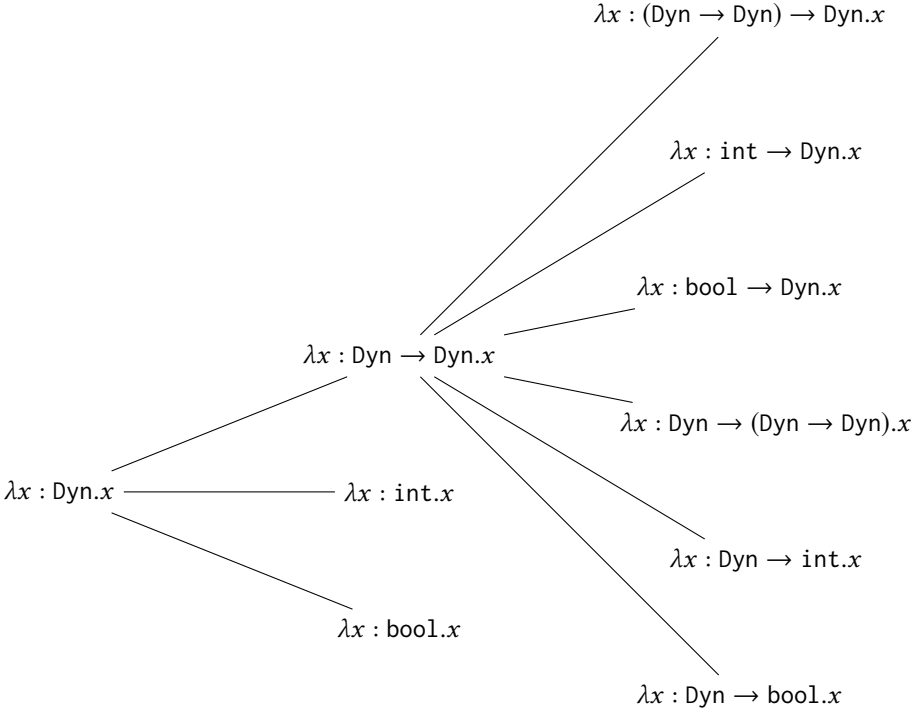 λx : (Dyn → Dyn) → Dyn.x
λx : int → Dyn.x
λx : bool → Dyn.x
λx : Dyn → Dyn.x
λx : Dyn → (Dyn → Dyn).x
λx : Dyn.x
λx : int.x
λx : Dyn → int.x
λx : bool.x
λx : Dyn → bool.x